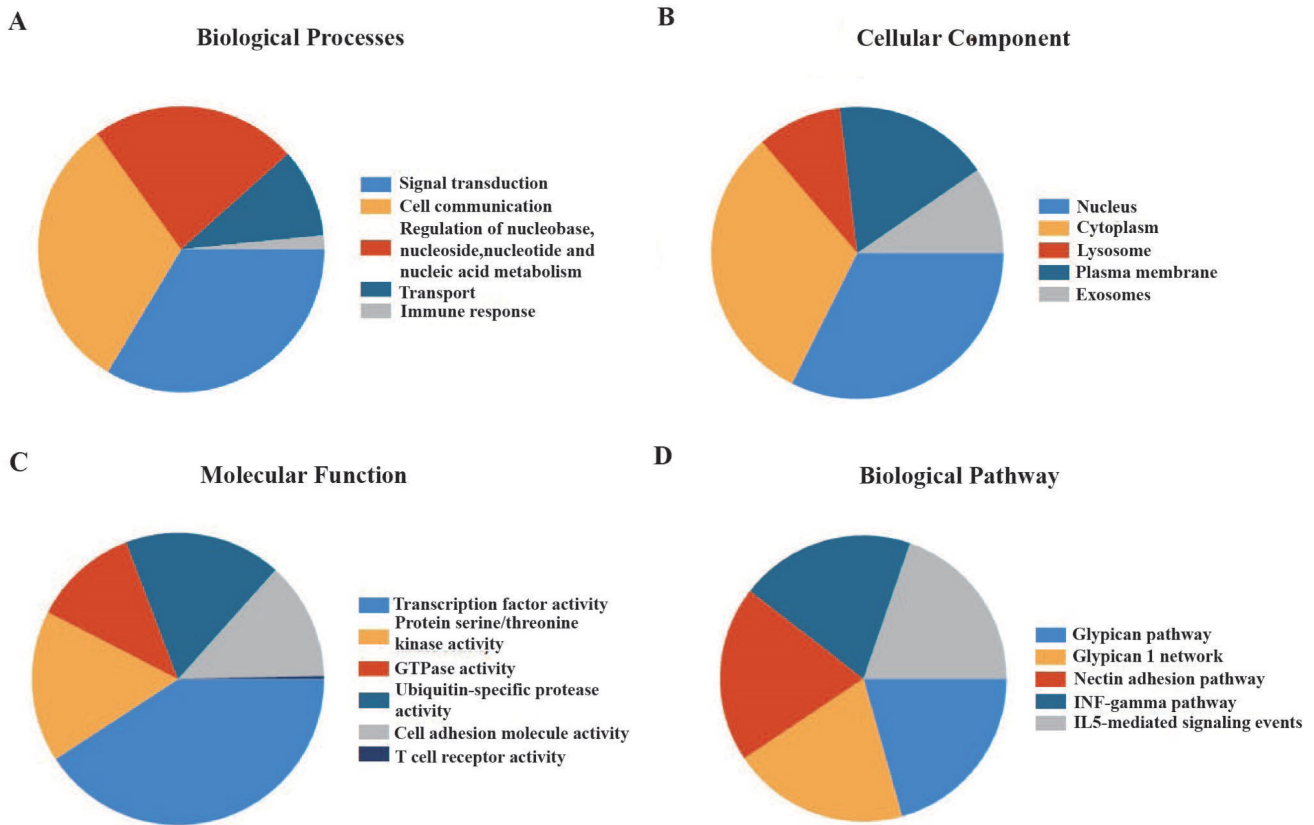 A
Biological Processes
Signal transduction
Cell communication
Regulation of nucleobase,
nucleoside,nucleotide and
nucleic acid metabolism
Transport
Immune response
B
Cellular Component
Nucleus
Cytoplasm
Lysosome
Plasma membrane
Exosomes
C
Molecular Function
Transcription factor activity
Protein serine/threonine
kinase activity
GTPase activity
Ubiquitin-specific protease
activity
Cell adhesion molecule activity
T cell receptor activity
D
Biological Pathway
Glypican pathway
Glypican 1 network
Nectin adhesion pathway
INF-gamma pathway
IL5-mediated signaling events